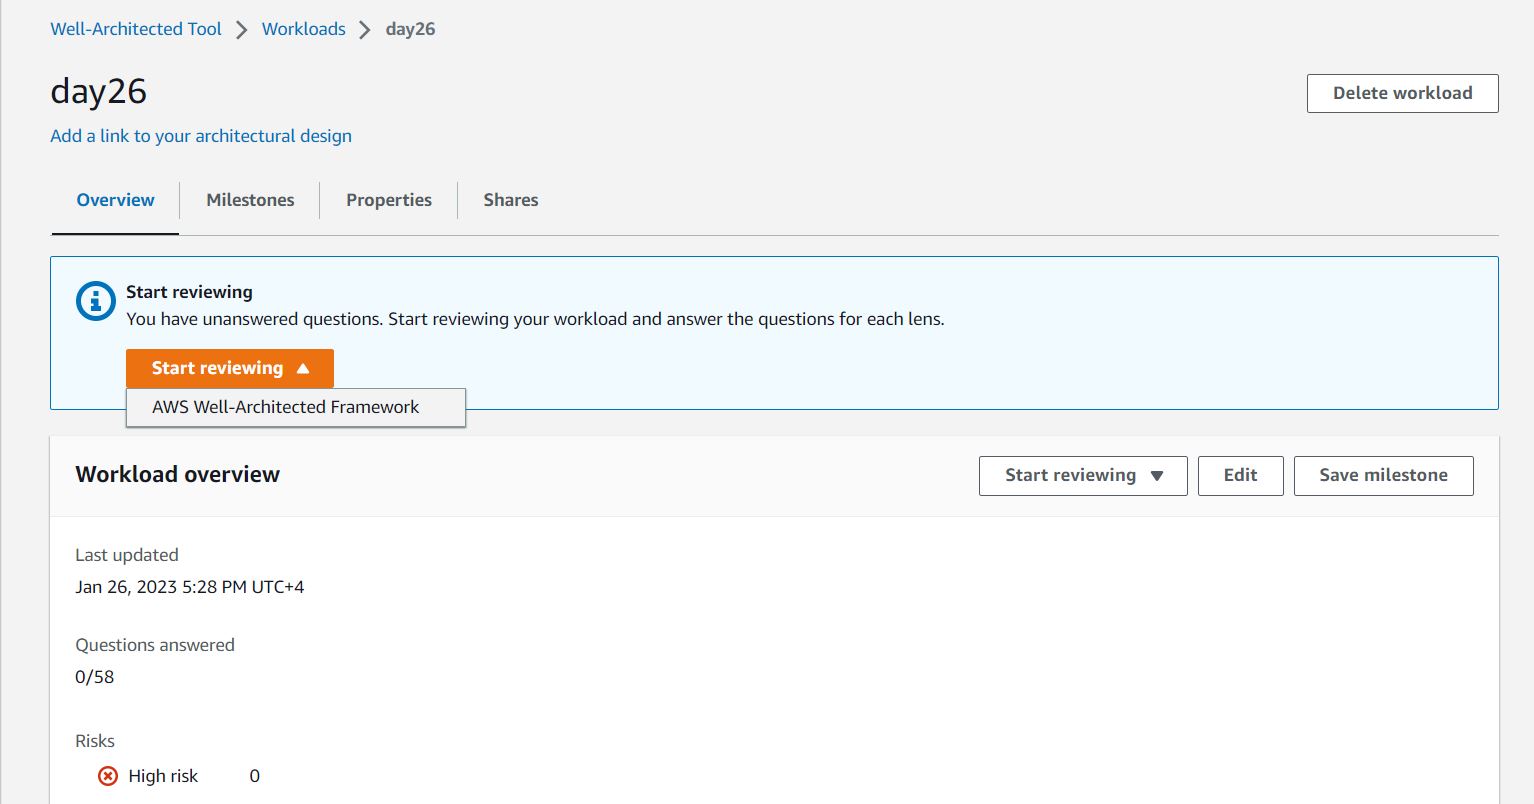 Well-Architected Tool > Workloads > day26
day26
Delete workload
Add a link to your architectural design
Overview Milestones Properties Shares
Start reviewing
You have unanswered questions. Start reviewing your workload and answer the questions for each lens.
Start reviewing
AWS Well-Architected Framework
Workload overview Start reviewing Edit Save milestone
Last updated
Jan 26, 2023 5:28 PM UTC+4
Questions answered
0/58
Risks
High risk 0